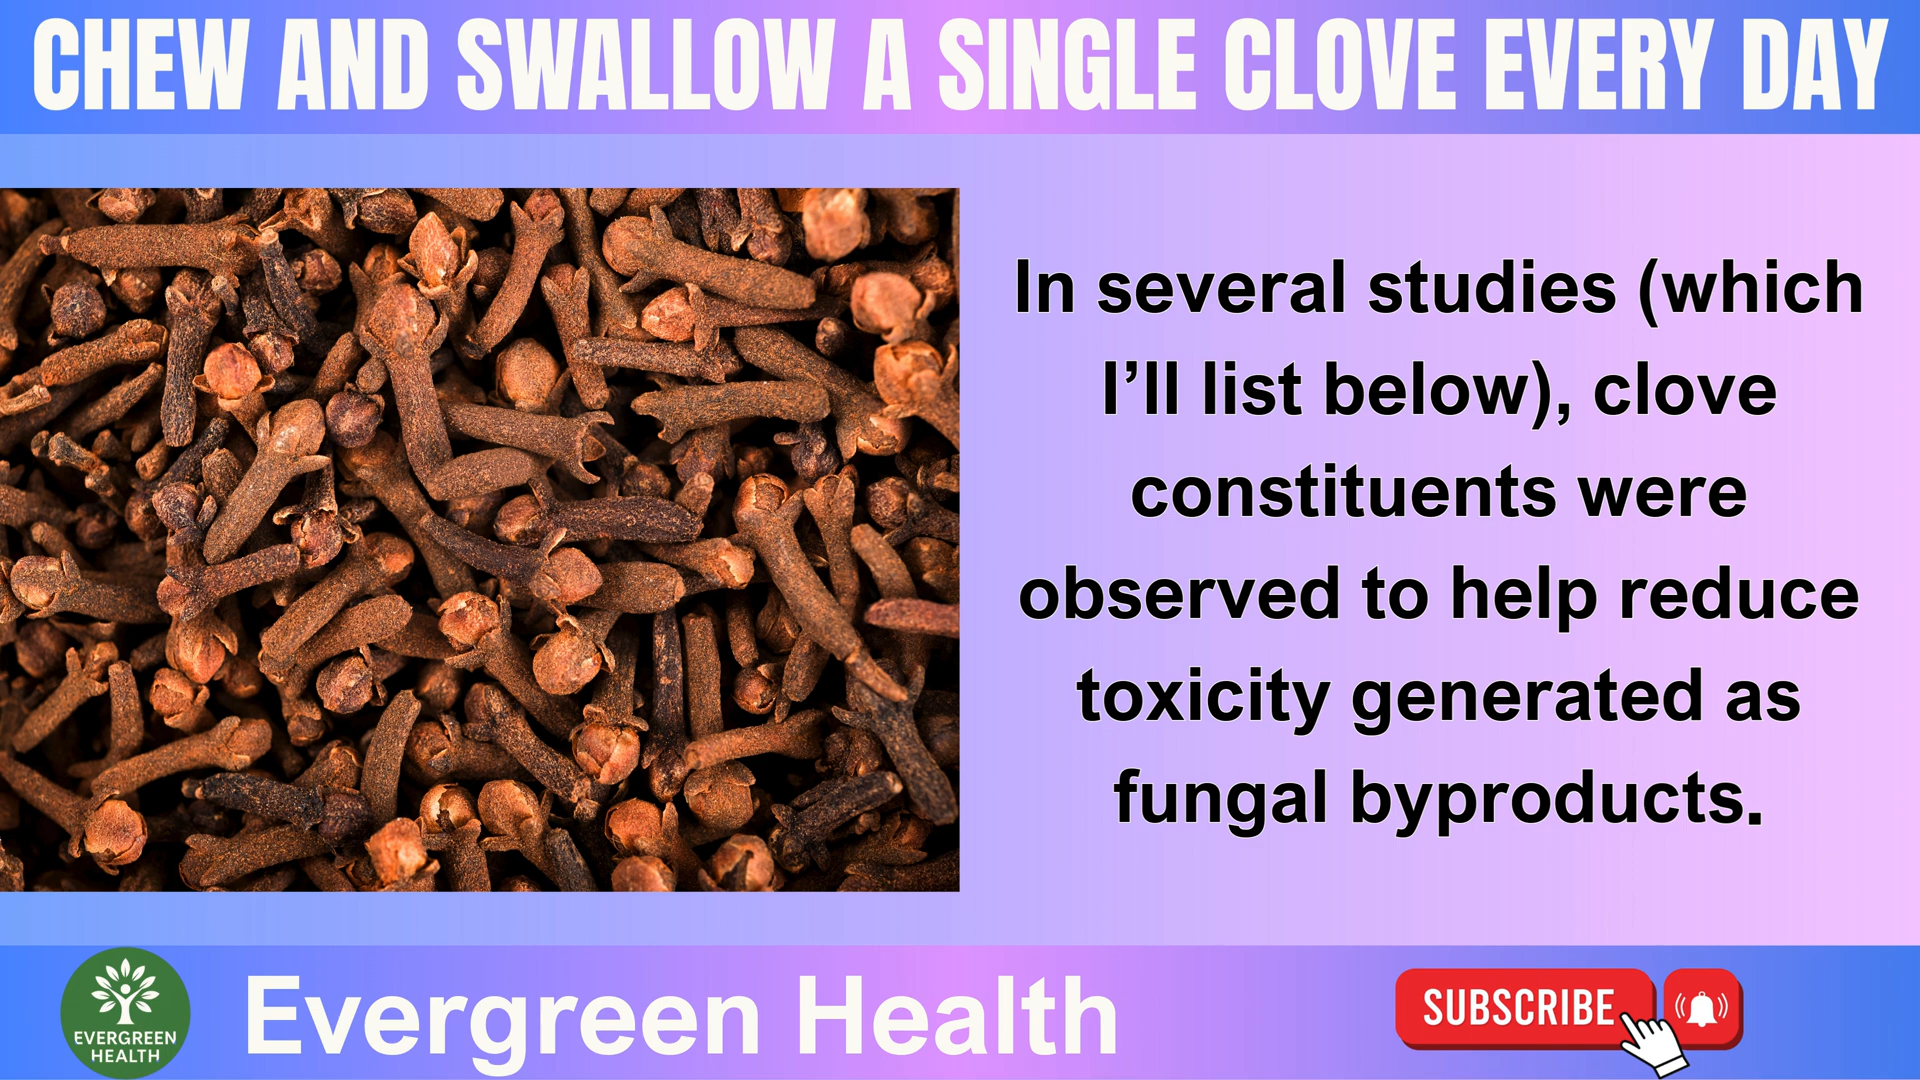 CHEW AND SWALLOW A SINGLE CLOVE EVERY DAY
In several studies (which
I’ll list below), clove
constituents were
observed to help reduce
toxicity generated as
fungal byproducts.
EVERGREEN
HEALTH
Evergreen Health
SUBSCRIBE